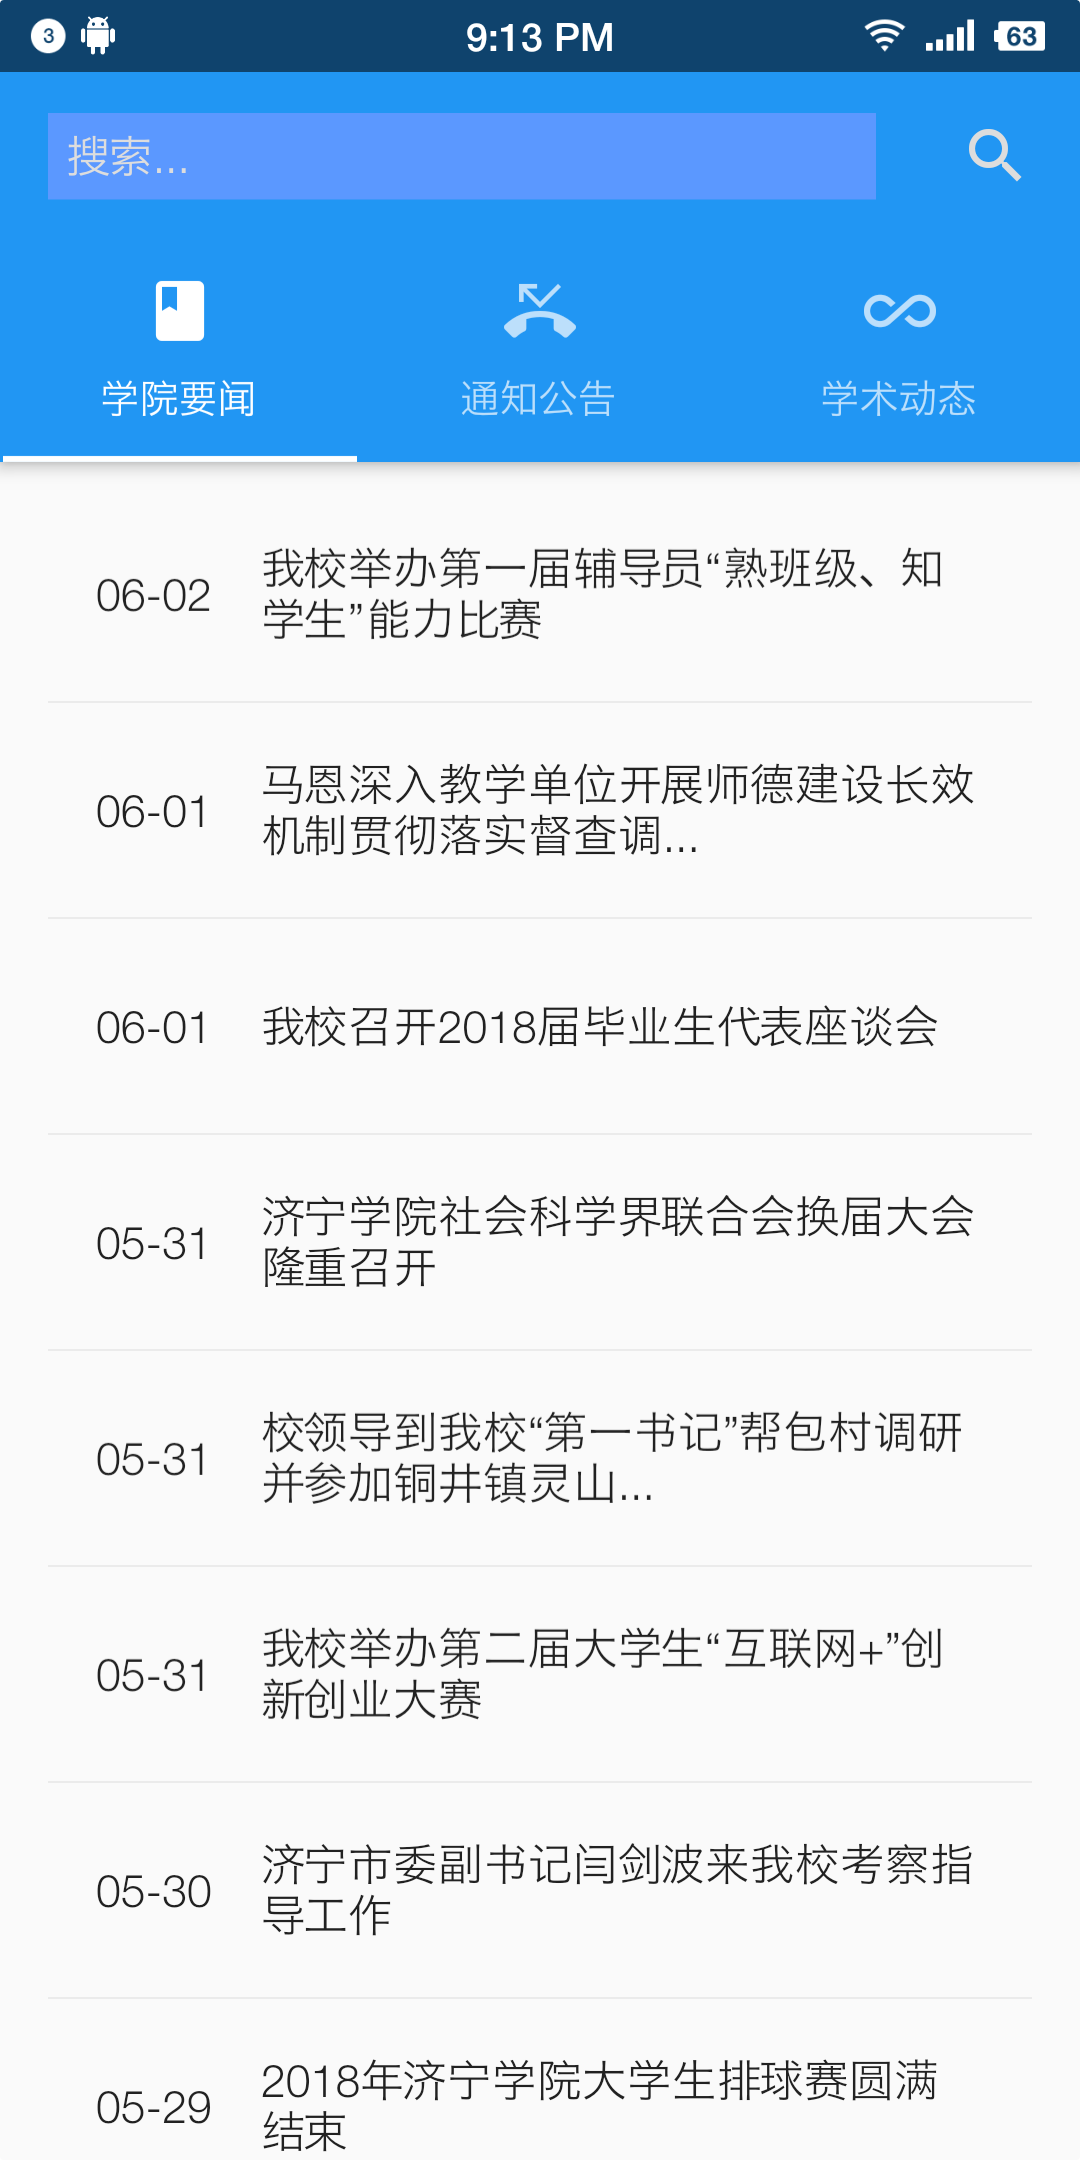 3
9:13 PM
63
搜索...
学院要闻
通知公告
学术动态
06-02
我校举办第一届辅导员“熟班级、知
学生”能力比赛
06-01
马恩深入教学单位开展师德建设长效
机制贯彻落实督查调...
06-01
我校召开2018届毕业生代表座谈会
05-31
济宁学院社会科学界联合会换届大会
隆重召开
05-31
校领导到我校“第一书记”帮包村调研
并参加铜井镇灵山...
05-31
我校举办第二届大学生“互联网+”创
新创业大赛
05-30
济宁市委副书记闫剑波来我校考察指
导工作
05-29
2018年济宁学院大学生排球赛圆满
结束